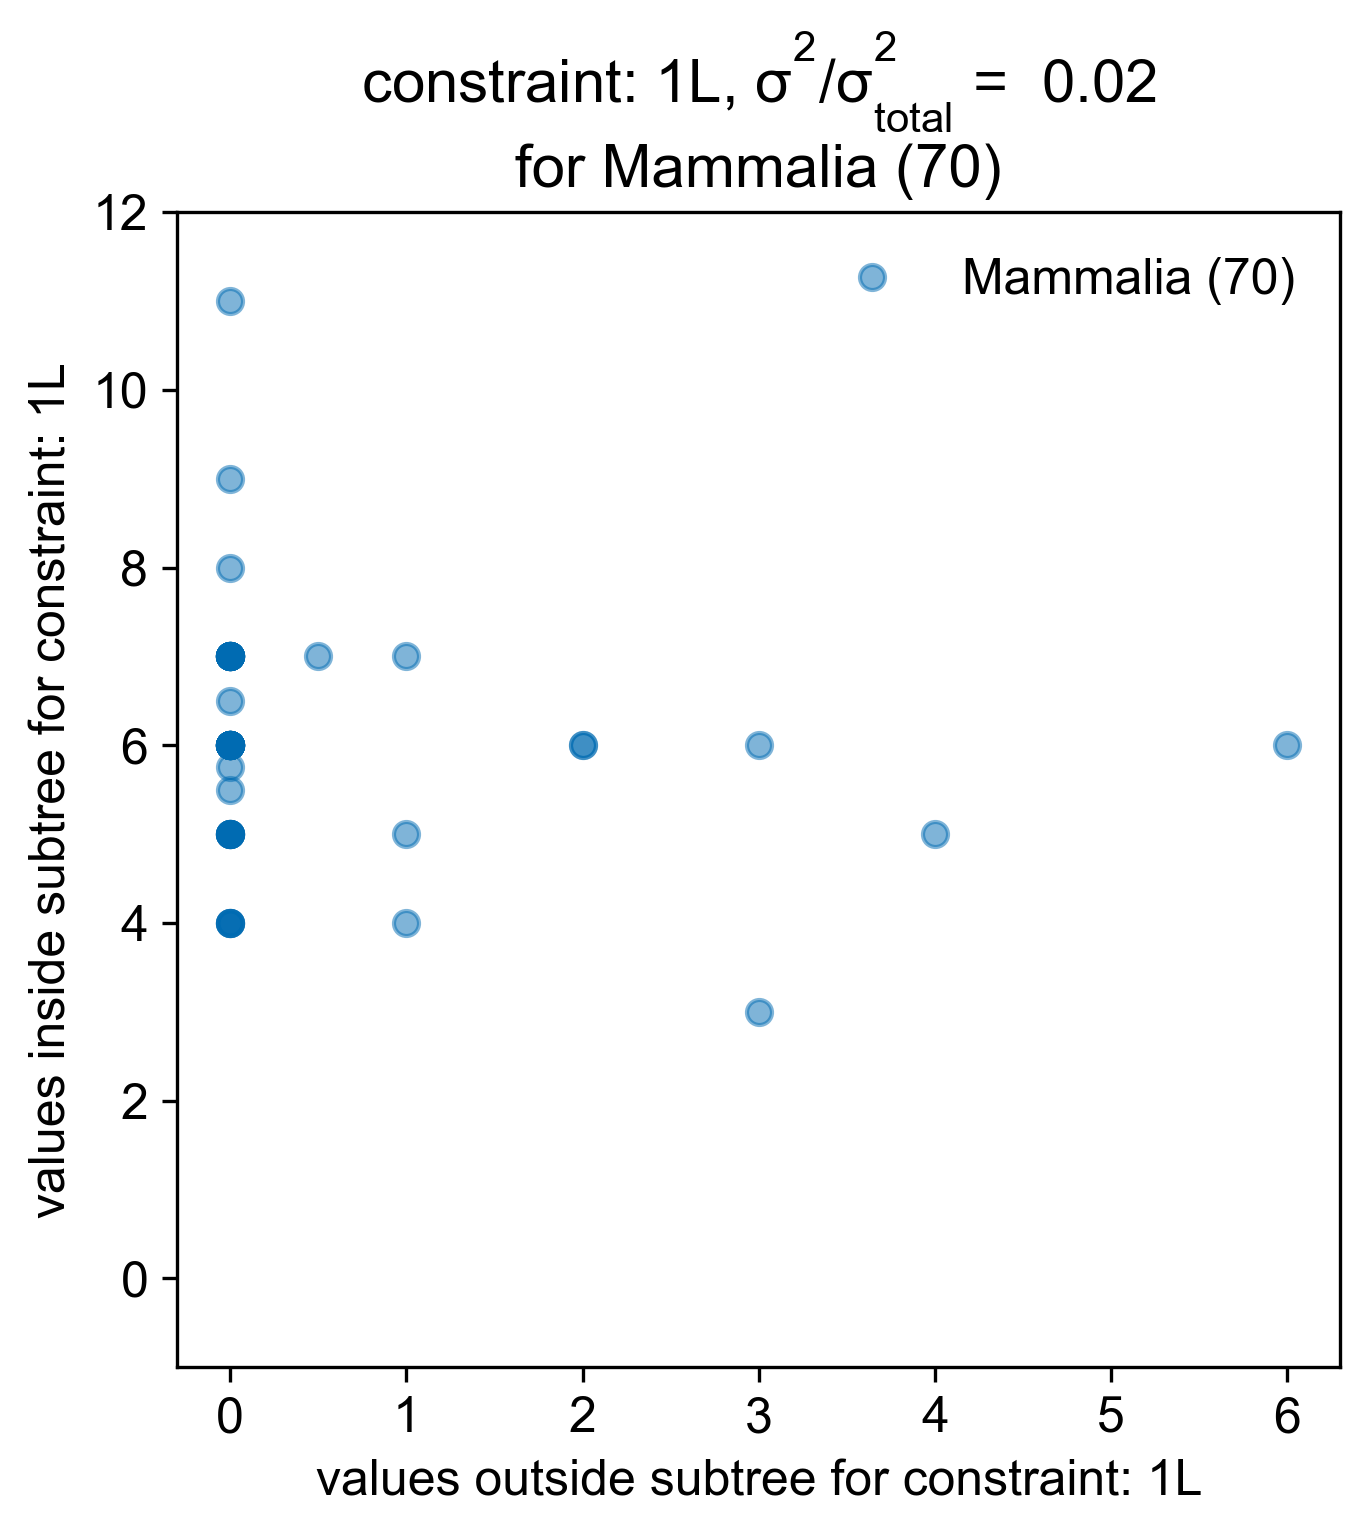 constraint: 1L, σ²/σ²total = 0.02
for Mammalia (70)
Mammalia (70)
12
10
8
6
4
2
0
values inside subtree for constraint: 1L
0 1 2 3 4 5 6
values outside subtree for constraint: 1L